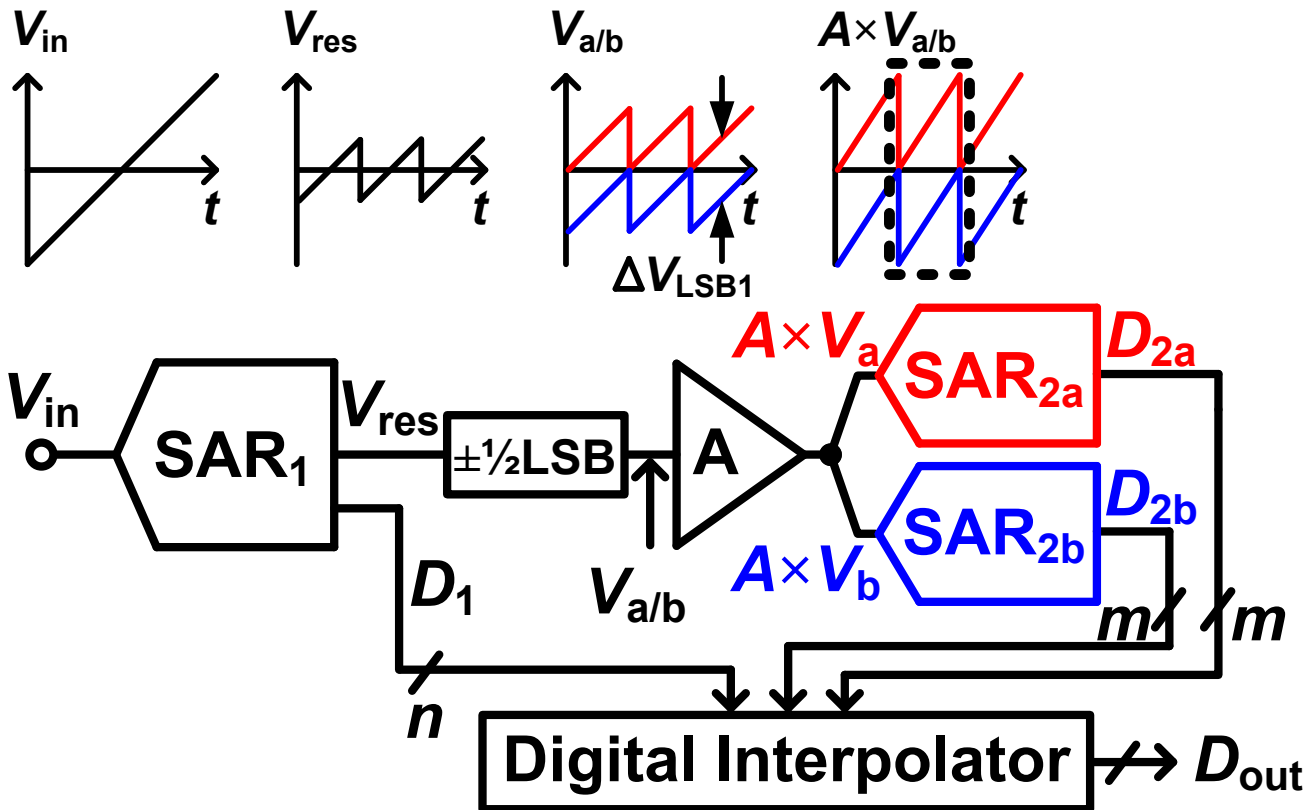 Vin
Vres
Va/b
A×Va/b
t
t
t
t
ΔVLSB1
A×Va
SAR2a
D2a
Vin
SAR1
Vres
±½LSB
A
D1
Va/b
A×Vb
SAR2b
D2b
n
m
m
Digital Interpolator
Dout